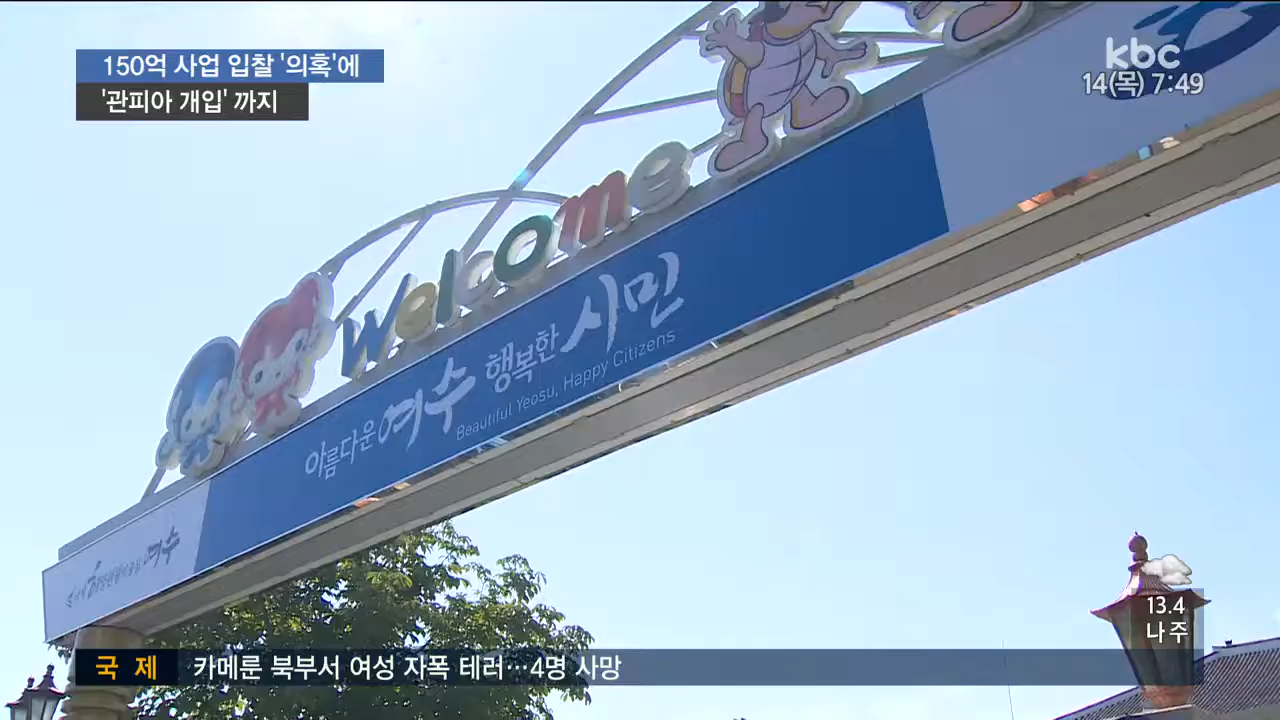 150억 사업 입찰 '의혹'에
'관피아 개입' 까지
kbc
14(목) 7:49
Welcome
아름다운 여수 행복한 시민
Beautiful Yeosu, Happy Citizens
여수
13.4
나주
국제 카메룬 북부서 여성 자폭 테러…4명 사망